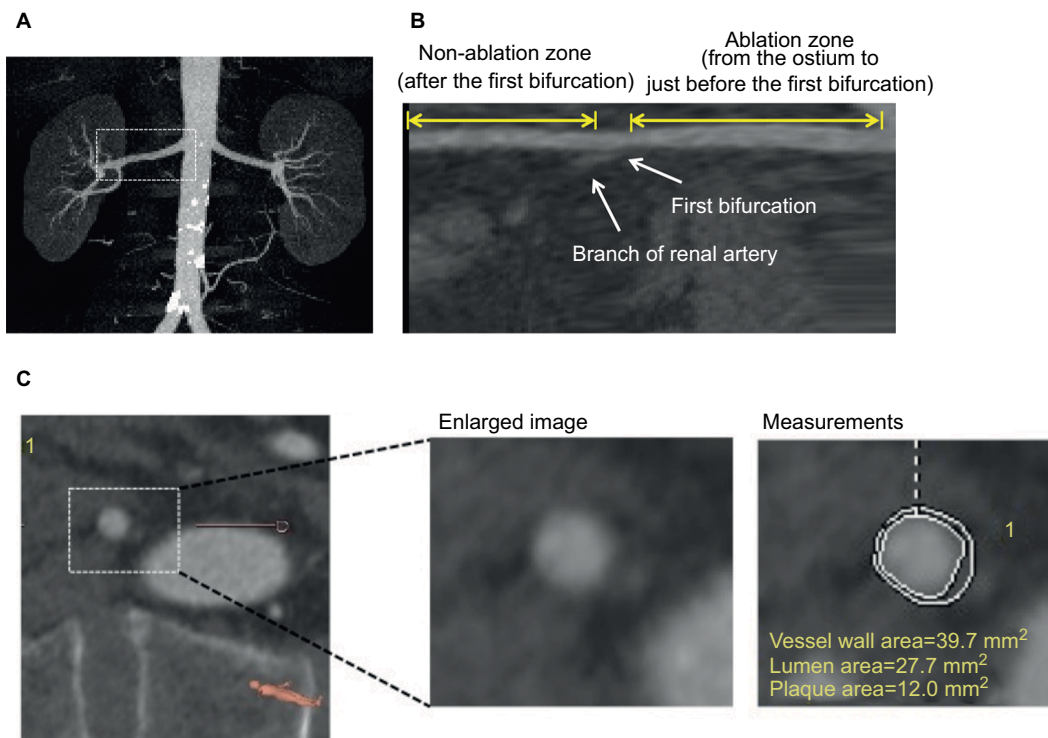 A
B
Non-ablation zone
(after the first bifurcation)
Ablation zone
(from the ostium to
just before the first bifurcation)
First bifurcation
Branch of renal artery
C
1
Enlarged image
Measurements
1
Vessel wall area=39.7 mm²
Lumen area=27.7 mm²
Plaque area=12.0 mm²